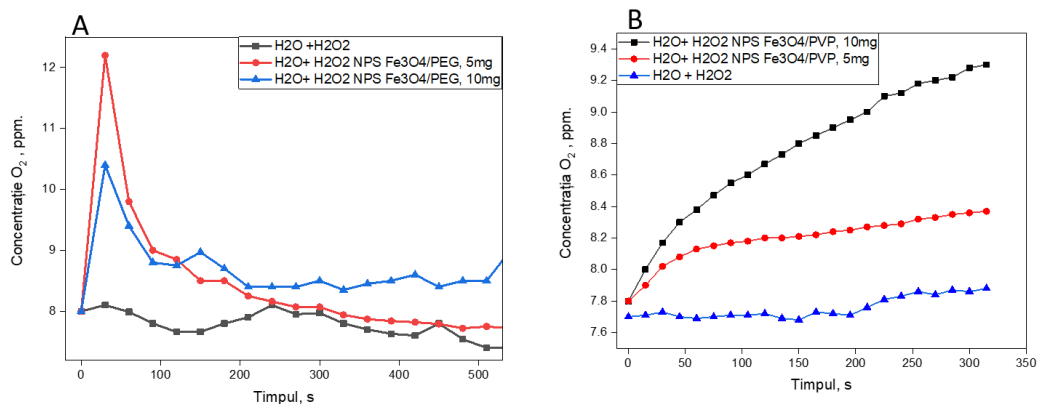 A
H2O +H2O2
H2O+ H2O2 NPS Fe3O4/PEG, 5mg
H2O+ H2O2 NPS Fe3O4/PEG, 10mg
Concentrație O2 , ppm.
12
11
10
9
8
0
100
200
300
400
500
Timpul, s
B
H2O+ H2O2 NPS Fe3O4/PVP, 10mg
H2O+ H2O2 NPS Fe3O4/PVP, 5mg
H2O + H2O2
Concentrația O2 , ppm.
9.4
9.2
9.0
8.8
8.6
8.4
8.2
8.0
7.8
7.6
0
50
100
150
200
250
300
350
Timpul, s